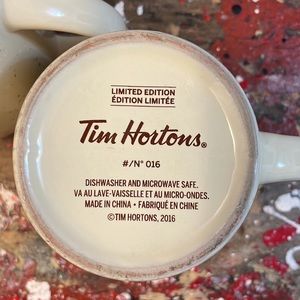 LIMITED EDITION
ÉDITION LIMITÉE
Tim Hortons®
#/N° 016
DISHWASHER AND MICROWAVE SAFE.
VA AU LAVE-VAISSELLE ET AU MICRO-ONDES.
MADE IN CHINA • FABRIQUÉ EN CHINE
©TIM HORTONS, 2016